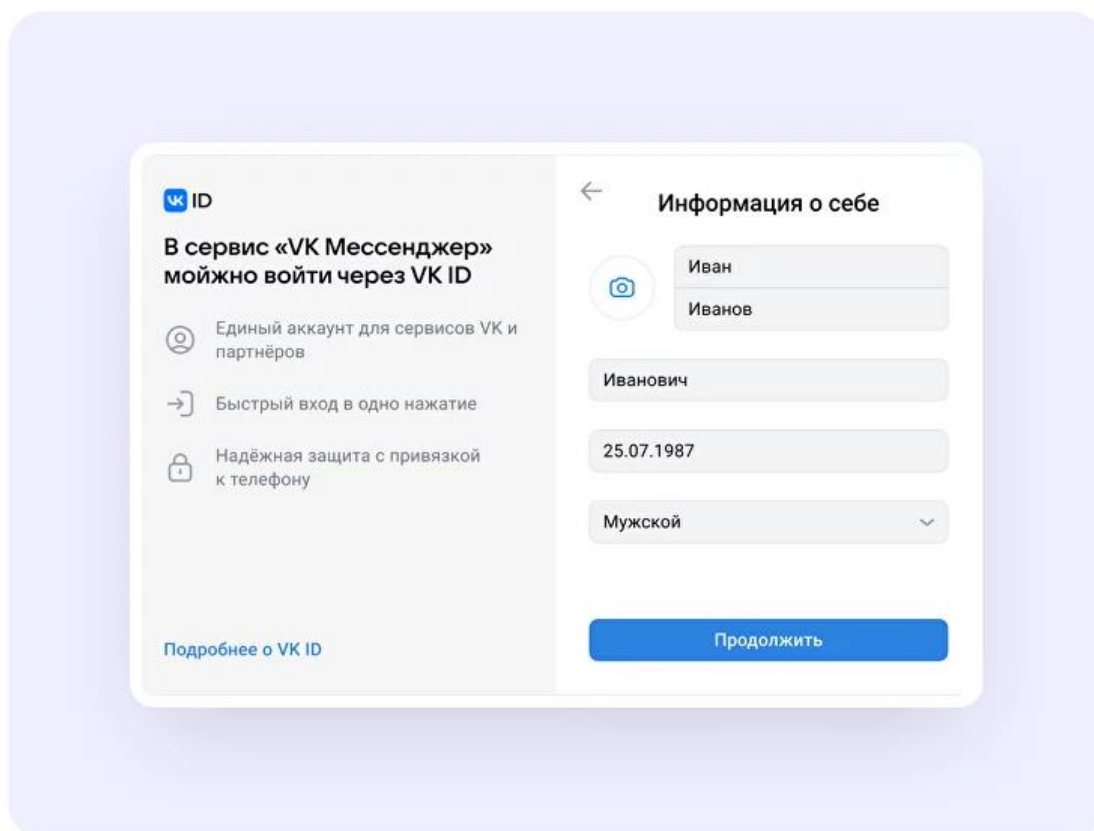 VK ID
В сервис «VK Мессенджер»
мойжно войти через VK ID
Единый аккаунт для сервисов VK и
партнёров
Быстрый вход в одно нажатие
Надёжная защита с привязкой
к телефону
Подробнее о VK ID
Информация о себе
Иван
Иванов
Иванович
25.07.1987
Мужской
Продолжить